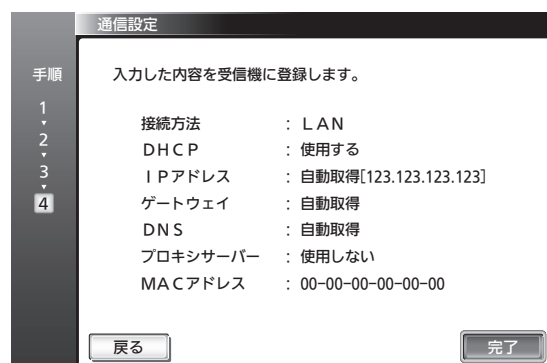 通信設定
手順
1
2
3
4
入力した内容を受信機に登録します。
接続方法 : ＬＡＮ
ＤＨＣＰ : 使用する
ＩＰアドレス : 自動取得[123.123.123.123]
ゲートウェイ : 自動取得
ＤＮＳ : 自動取得
プロキシサーバー : 使用しない
ＭＡＣアドレス : 00-00-00-00-00-00
戻る
完了